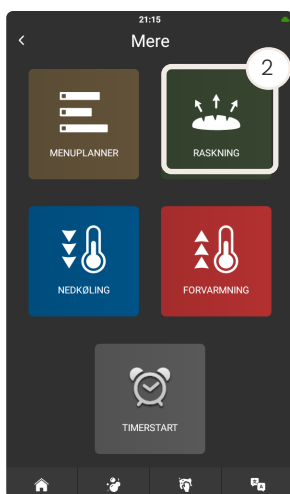 21:15
Mere
2
MENUPLANNER
RASKNING
NEDKØLING
FORVARMNING
TIMERSTART